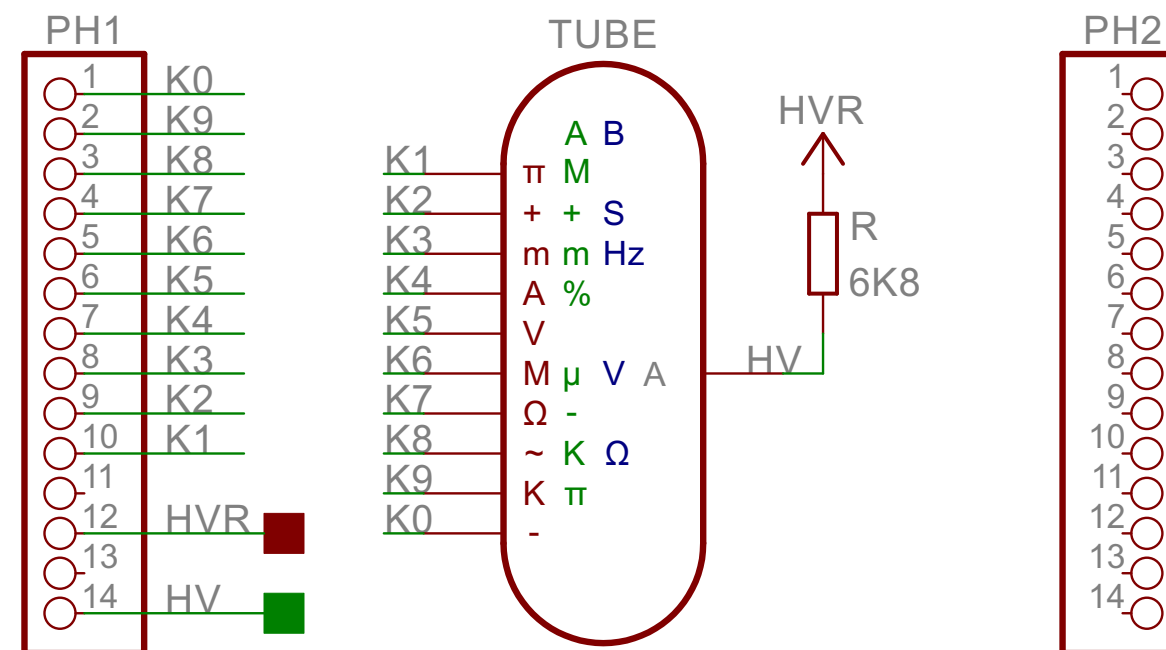 PH1
1 K0
2 K9
3 K8
4 K7
5 K6
6 K5
7 K4
8 K3
9 K2
10 K1
11
12 HVR
13
14 HV
TUBE
A B
K1 π M
K2 + + S
K3 m m Hz
K4 A %
K5 V
K6 M µ V A HV
K7 Ω -
K8 ~ K Ω
K9 K π
K0 -
HVR
R
6K8
PH2
1
2
3
4
5
6
7
8
9
10
11
12
13
14